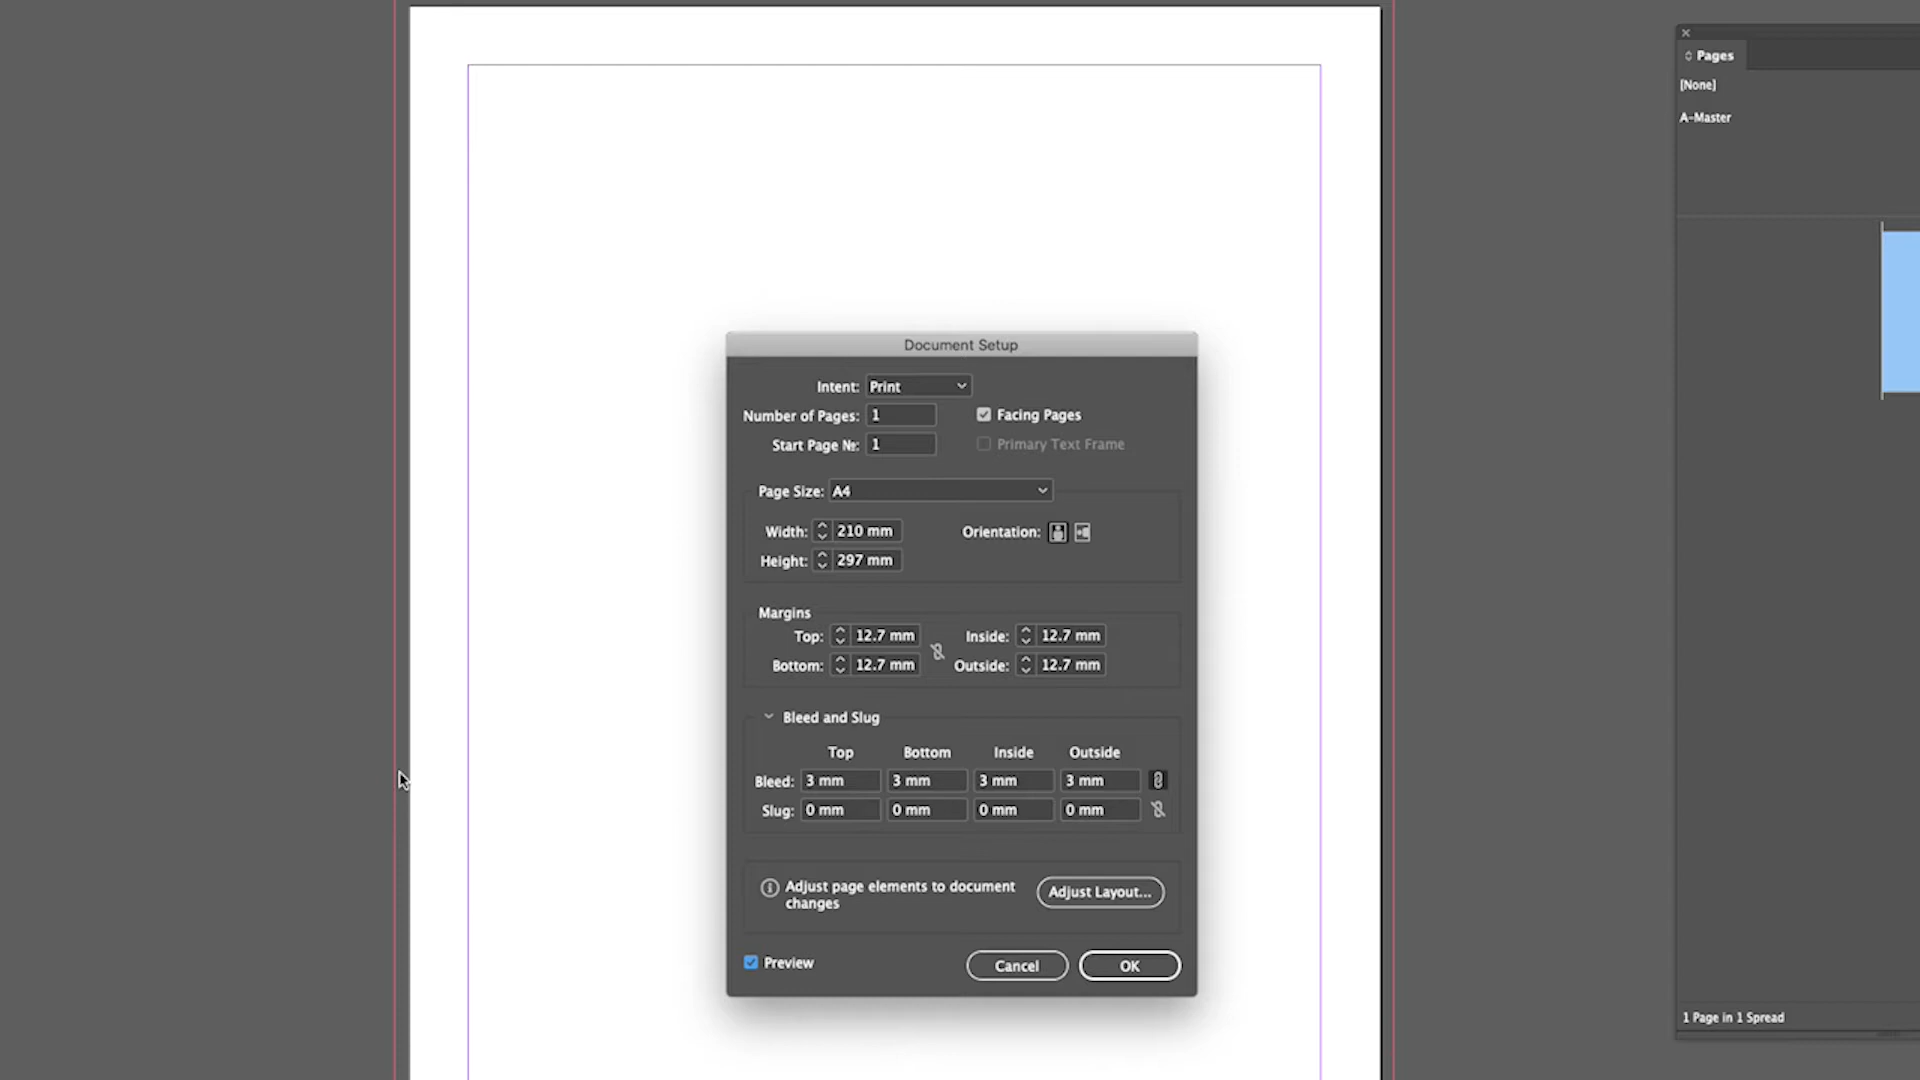 Pages
[None]
A-Master
Document Setup
Intent: Print
Number of Pages: 1
Facing Pages
Start Page №: 1
Primary Text Frame
Page Size: A4
Width: 210 mm
Orientation:
Height: 297 mm
Margins
Top: 12.7 mm
Inside: 12.7 mm
Bottom: 12.7 mm
Outside: 12.7 mm
Bleed and Slug
Top Bottom Inside Outside
Bleed: 3 mm 3 mm 3 mm 3 mm
Slug: 0 mm 0 mm 0 mm 0 mm
Adjust page elements to document
changes
Adjust Layout...
Preview
Cancel
OK
1 Page in 1 Spread